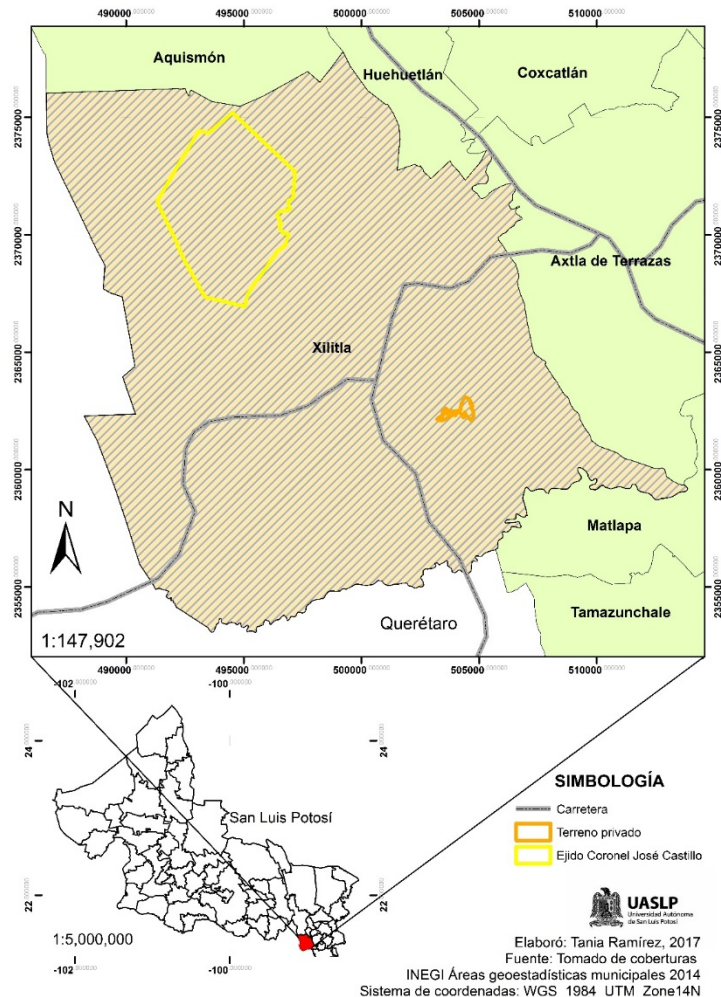 490000 495000 500000 505000 510000
Aquismón
Huehuetlán
Coxcatlán
2375000
2375000
2370000
2370000
Axtla de Terrazas
Xilitla
2365000
2365000
2360000
2360000
N
Matlapa
2355000
2355000
Tamazunchale
Querétaro
1:147,902
490000 495000 500000 505000 510000
-102 -100
24
24
San Luis Potosí
22
22
1:5,000,000
-102 -100
SIMBOLOGÍA
Carretera
Terreno privado
Ejido Coronel José Castillo
UASLP
Universidad Autónoma
de San Luis Potosí
Elaboró: Tania Ramírez, 2017
Fuente: Tomado de coberturas
INEGI Áreas geoestadísticas municipales 2014
Sistema de coordenadas: WGS_1984_UTM_Zone14N